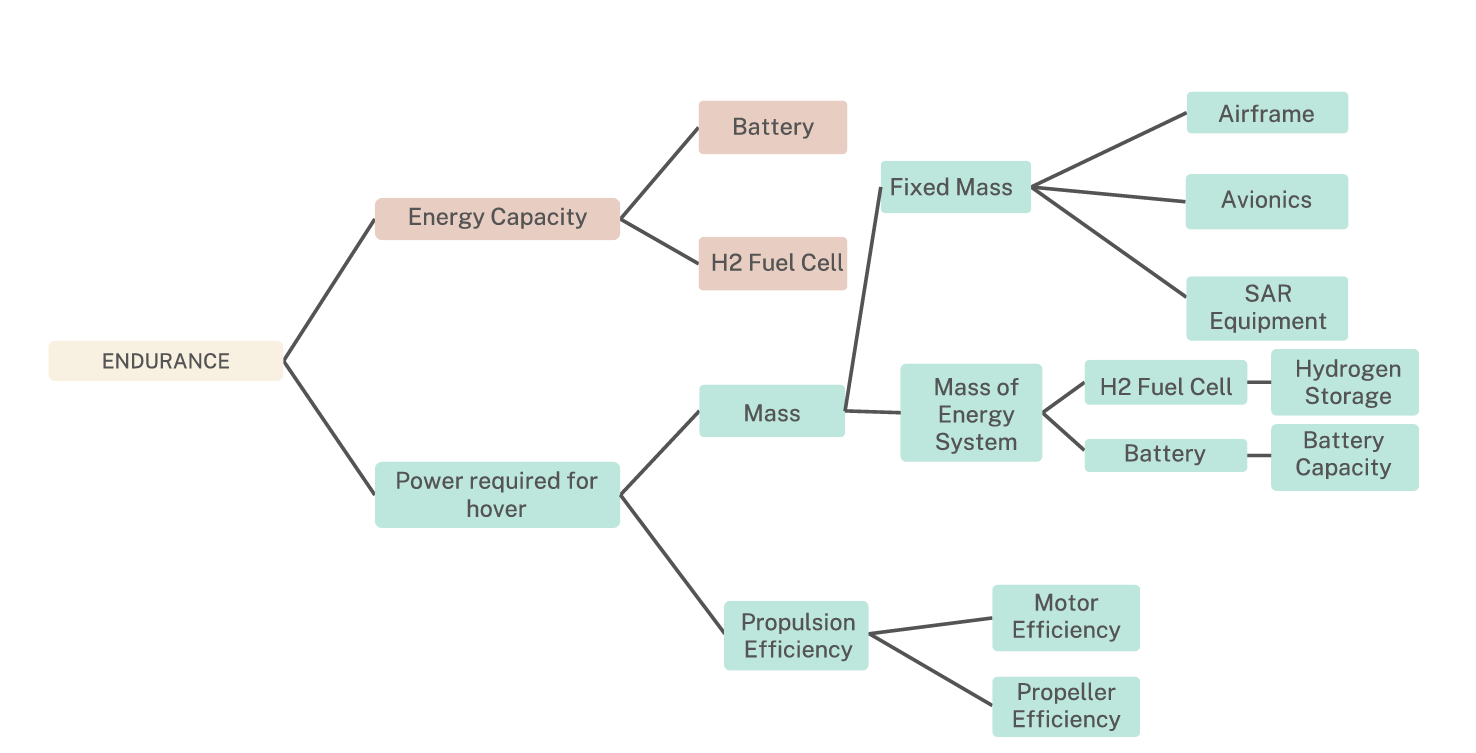 ENDURANCE
Energy Capacity
Battery
H2 Fuel Cell
Power required for
hover
Mass
Fixed Mass
Airframe
Avionics
SAR
Equipment
Mass of
Energy
System
H2 Fuel Cell
Hydrogen
Storage
Battery
Battery
Capacity
Propulsion
Efficiency
Motor
Efficiency
Propeller
Efficiency